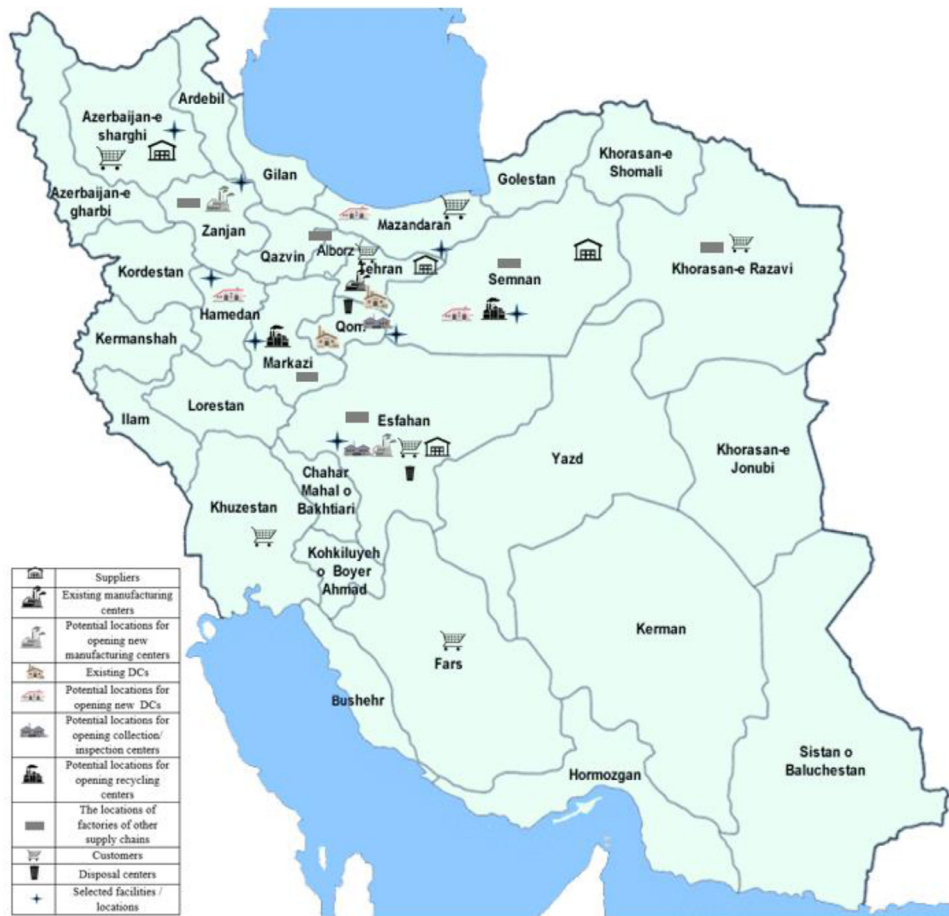 Ardebil
Azerbaijan-e
sharghi
Khorasan-e
Shomali
Golestan
Gilan
Azerbaijan-e
gharbi
Mazandaran
Zanjan
Alborz
Qazvin
Tehran
Khorasan-e Razavi
Kordestan
Semnan
Hamedan
Qom
Kermanshah
Markazi
Lorestan
Ilam
Esfahan
Yazd
Khorasan-e
Jonubi
Chahar
Mahal o
Bakhtiari
Khuzestan
Kohkiluyeh
o Boyer
Ahmad
Kerman
Fars
Bushehr
Sistan o
Baluchestan
Hormozgan
Suppliers
Existing manufacturing
centers
Potential locations for
opening new
manufacturing centers
Existing DCs
Potential locations for
opening new DCs
Potential locations for
opening collection/
inspection centers
Potential locations for
opening recycling
centers
The locations of
factories of other
supply chains
Customers
Disposal centers
Selected facilities /
locations